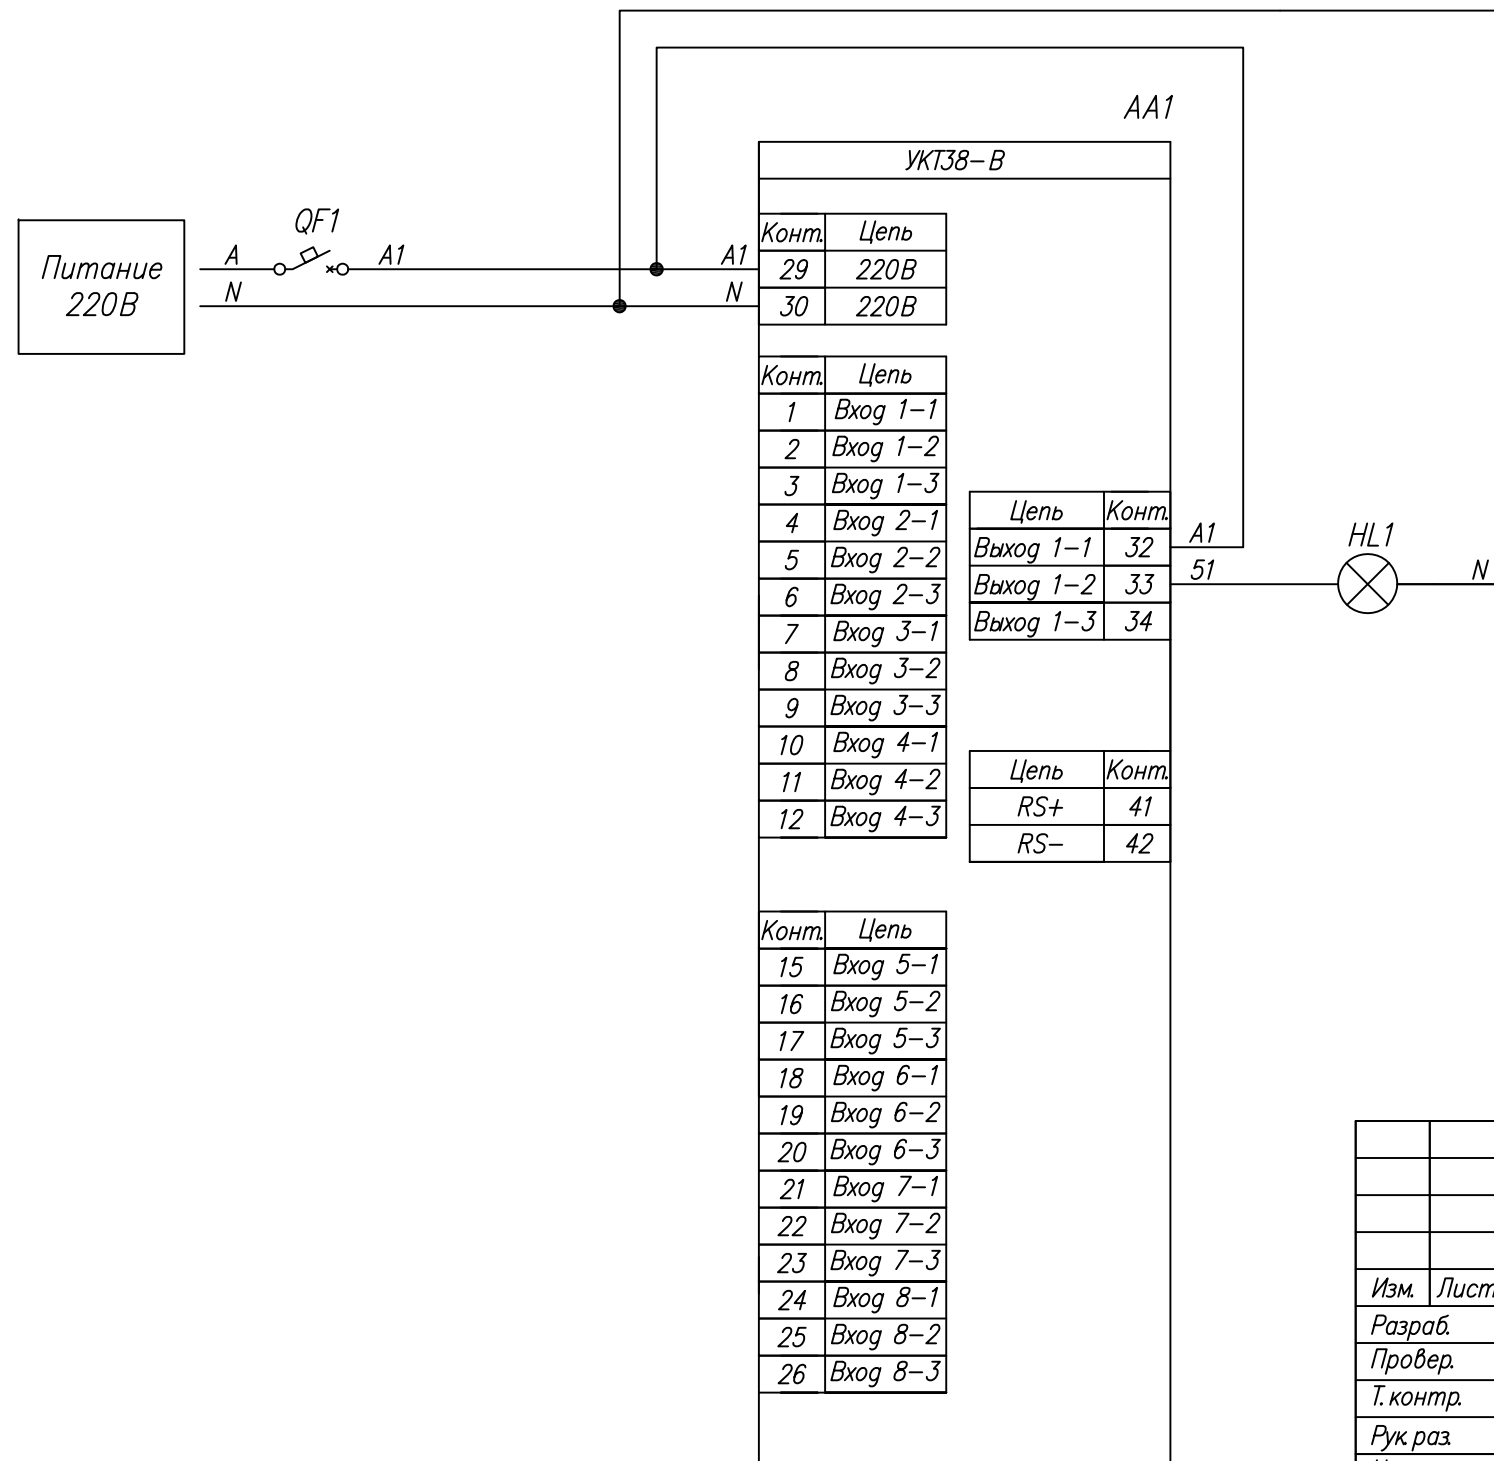 AA1
УКТ38-В
QF1
Питание
220В
A
A1
A1
N
N
Конт. Цепь
29 220В
30 220В
Конт. Цепь
1 Вход 1-1
2 Вход 1-2
3 Вход 1-3
4 Вход 2-1
5 Вход 2-2
6 Вход 2-3
7 Вход 3-1
8 Вход 3-2
9 Вход 3-3
10 Вход 4-1
11 Вход 4-2
12 Вход 4-3
Цепь Конт.
Выход 1-1 32
Выход 1-2 33
Выход 1-3 34
A1
51
HL1
N
Цепь Конт.
RS+ 41
RS- 42
Конт. Цепь
15 Вход 5-1
16 Вход 5-2
17 Вход 5-3
18 Вход 6-1
19 Вход 6-2
20 Вход 6-3
21 Вход 7-1
22 Вход 7-2
23 Вход 7-3
24 Вход 8-1
25 Вход 8-2
26 Вход 8-3
Изм. Лист
Разраб.
Провер.
Т.контр.
Рук.раз.